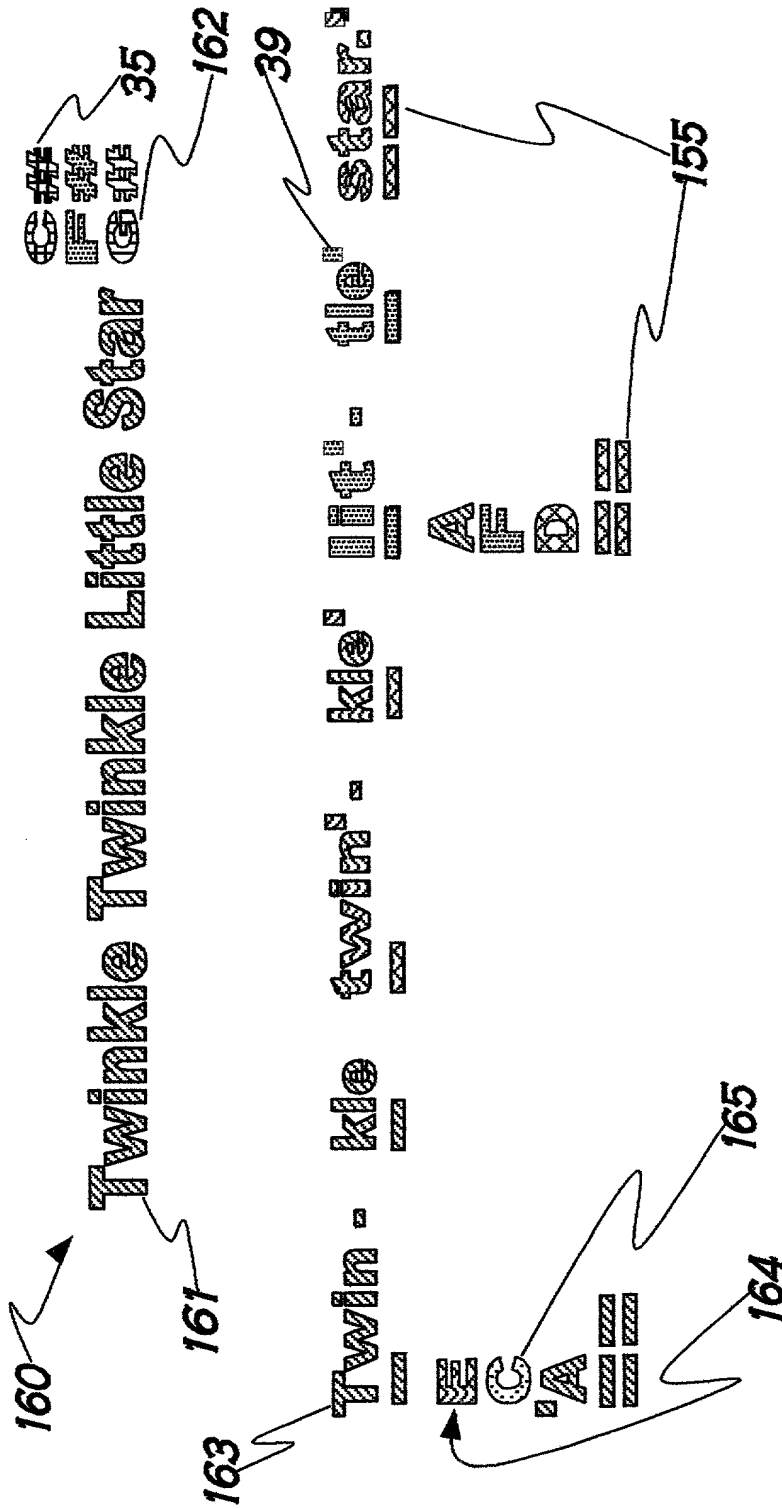 160
C# 35
Twinkle Twinkle Little Star F#
G#
161
162
39
163
Twin - kle twin'- kle' lit'- tle' star.'
E A
C F
'A D
155
165
164